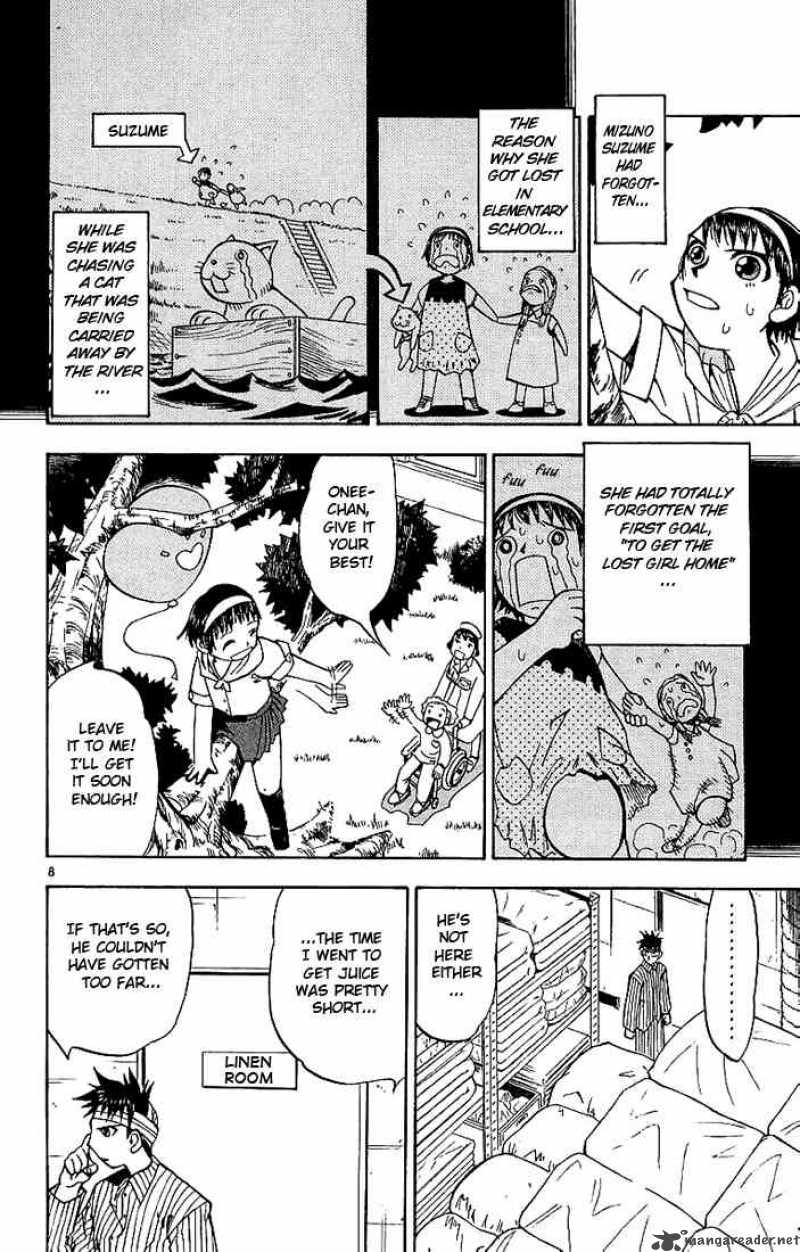 MIZUNO
SUZUME
HAD
FORGOT-
TEN...
THE
REASON
WHY SHE
GOT LOST
IN
ELEMENTARY
SCHOOL...
SUZUME
WHILE
SHE WAS
CHASING
A CAT
THAT WAS
BEING
CARRIED
AWAY BY
THE RIVER
...
SHE HAD TOTALLY
FORGOTTEN THE
FIRST GOAL,
"TO GET THE
LOST GIRL HOME"
...
fuu
fuu
ONEE-
CHAN,
GIVE IT
YOUR
BEST!
LEAVE
IT TO ME!
I'LL GET
IT SOON
ENOUGH!
8
........
HE'S
NOT
HERE
EITHER
...
...THE TIME
I WENT TO
GET JUICE
WAS PRETTY
SHORT...
IF THAT'S SO,
HE COULDN'T
HAVE GOTTEN
TOO FAR...
LINEN
ROOM
mangareader.net